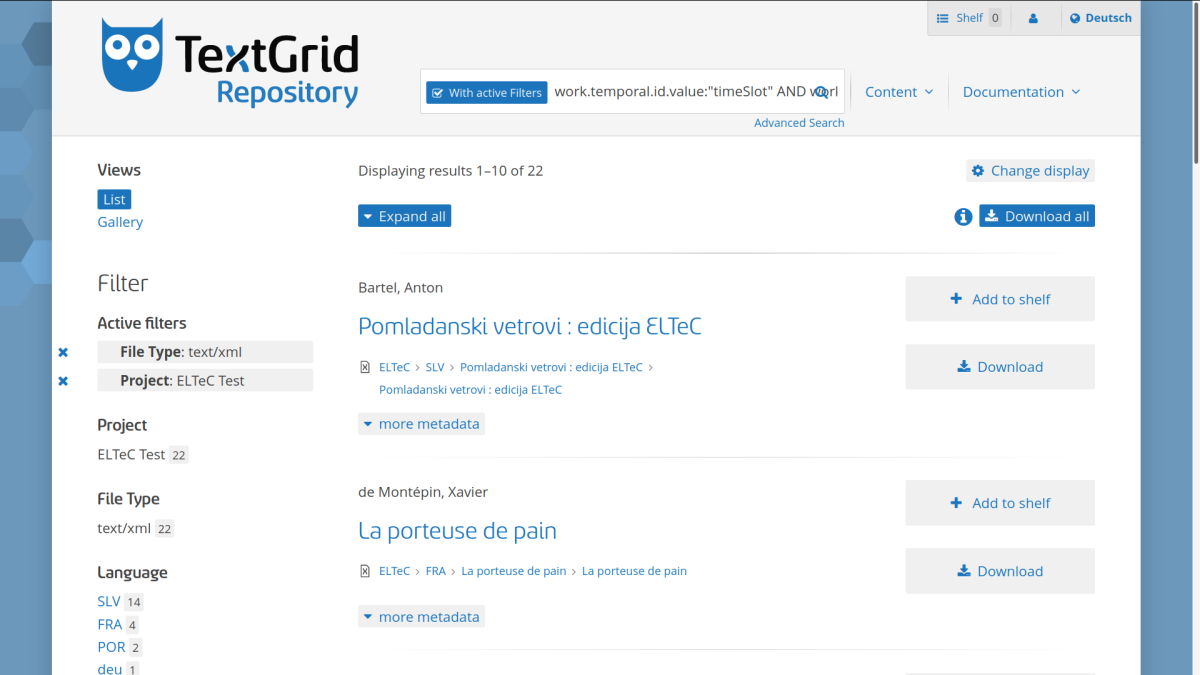 Shelf 0
Deutsch
TextGrid
Repository
With active Filters
work.temporal.id.value:"timeSlot" AND work
Content
Documentation
Advanced Search
Views
List
Gallery
Filter
Active filters
File Type: text/xml
Project: ELTeC Test
Project
ELTeC Test 22
File Type
text/xml 22
Language
SLV 14
FRA 4
POR 2
deu 1
Displaying results 1–10 of 22
Change display
Expand all
Download all
Bartel, Anton
Pomladanski vetrovi : edicija ELTeC
ELTeC > SLV > Pomladanski vetrovi : edicija ELTeC >
Pomladanski vetrovi : edicija ELTeC
more metadata
Add to shelf
Download
de Montépin, Xavier
La porteuse de pain
ELTeC > FRA > La porteuse de pain > La porteuse de pain
more metadata
Add to shelf
Download